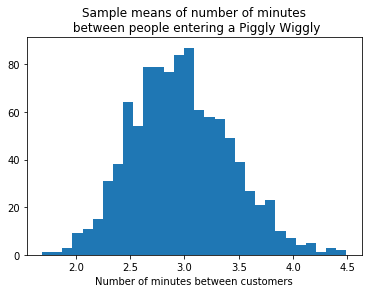 Sample means of number of minutes
between people entering a Piggly Wiggly
80
60
40
20
0
2.0 2.5 3.0 3.5 4.0 4.5
Number of minutes between customers